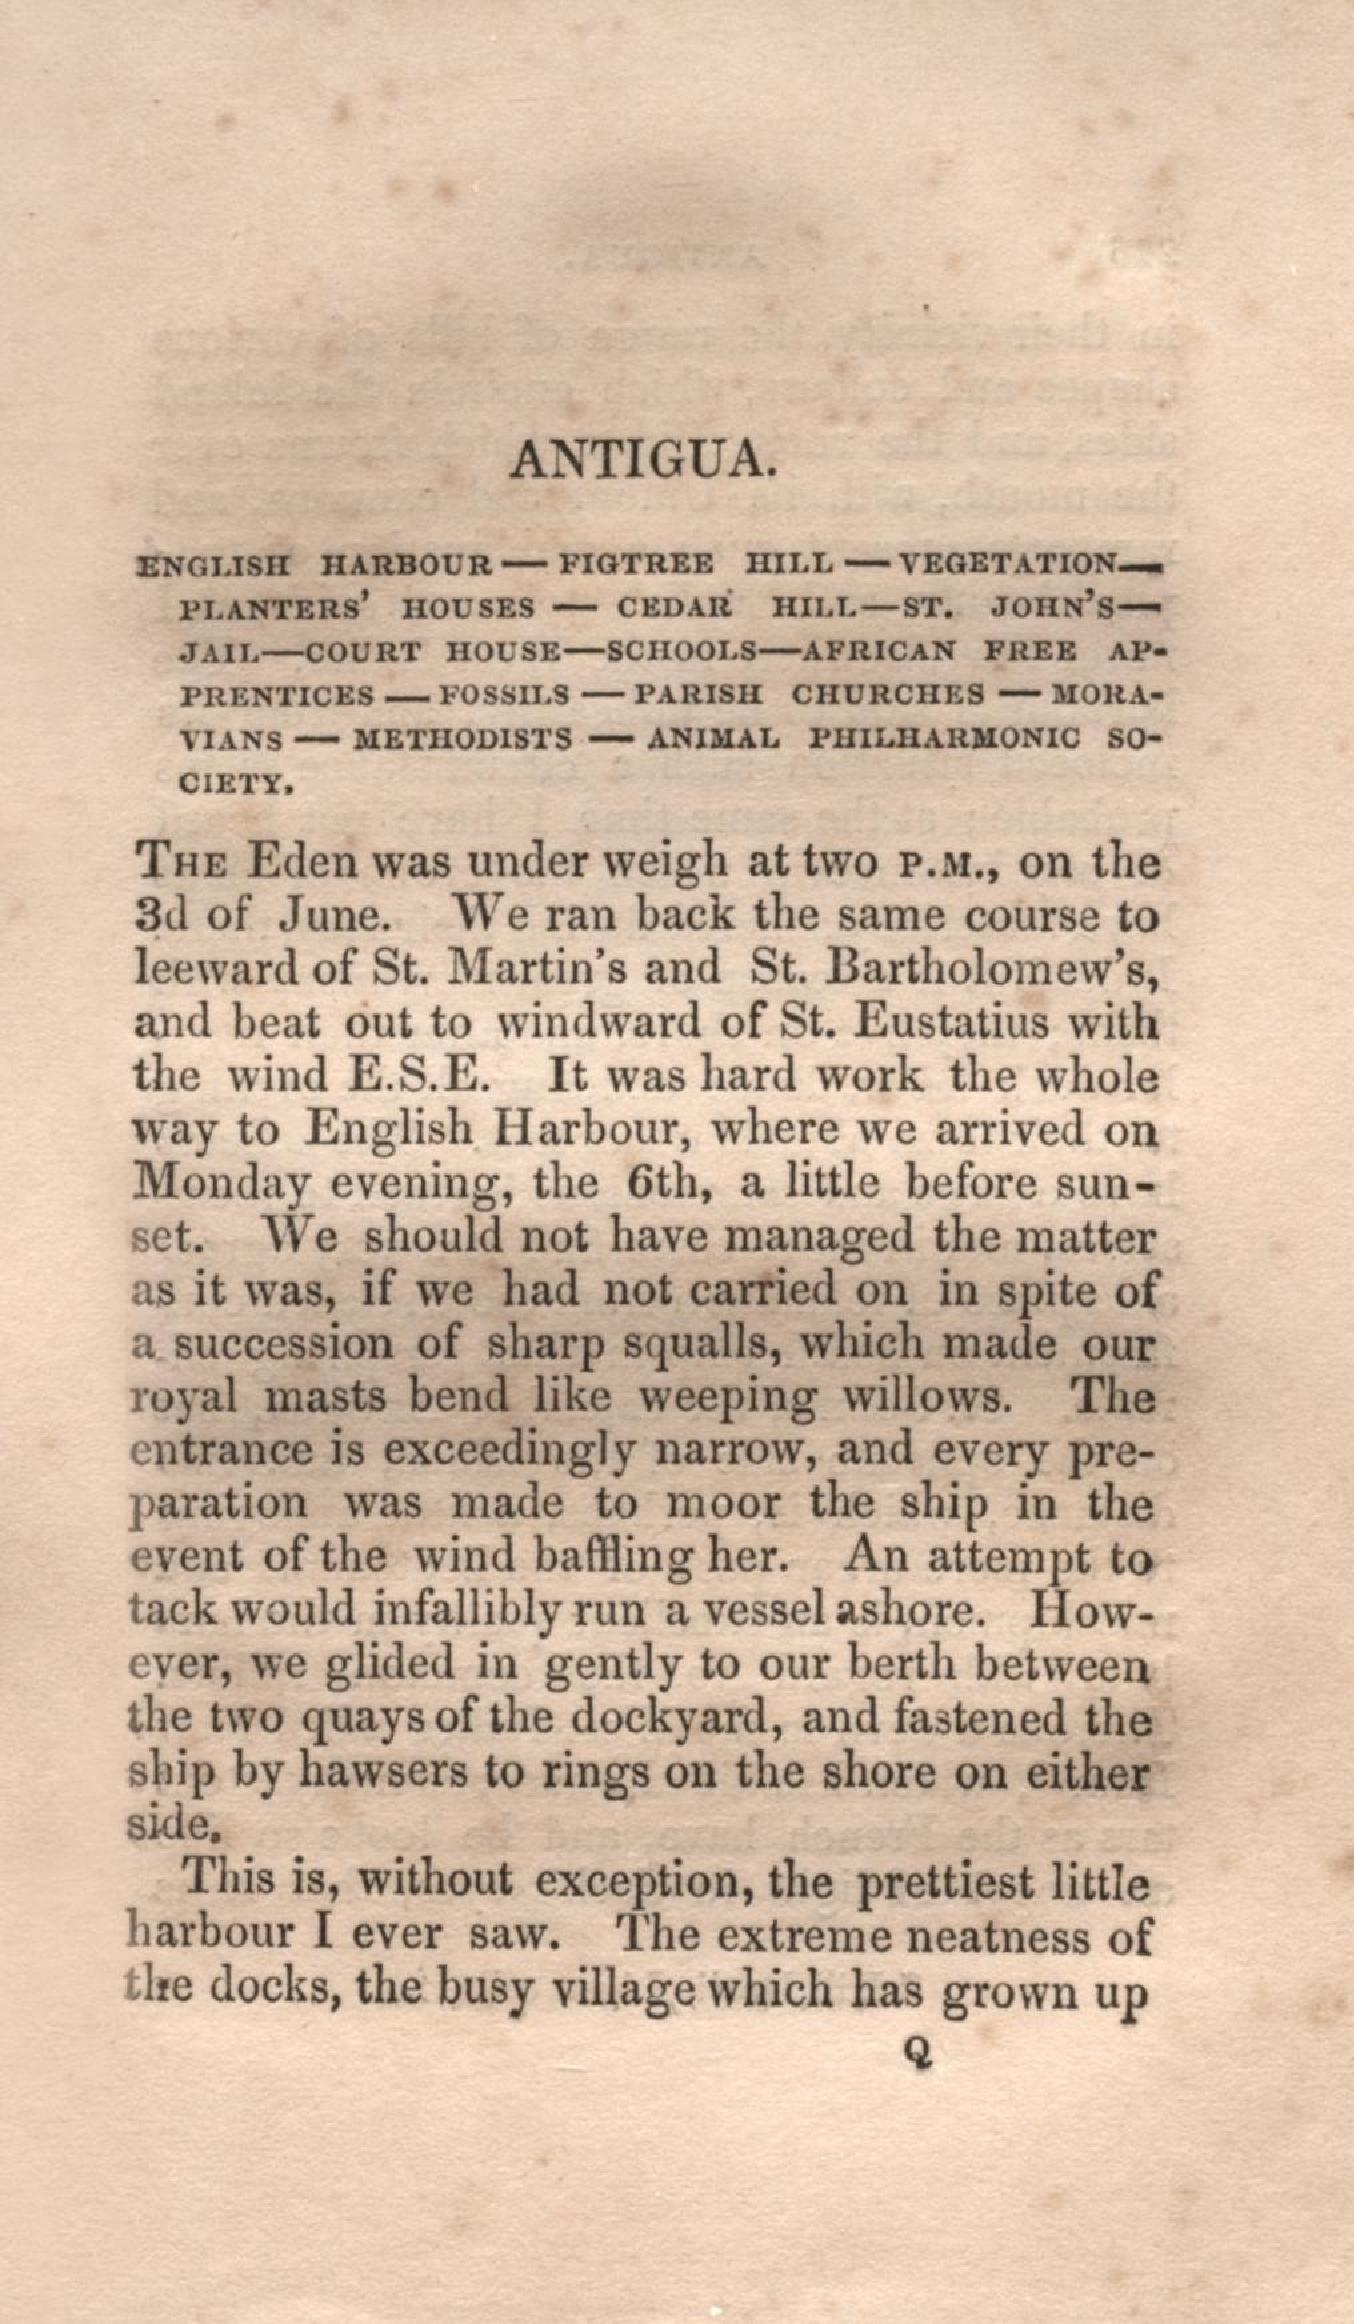 ANTIGUA.
ENGLISH HARBOUR — FIGTREE HILL — VEGETATION—
PLANTERS' HOUSES — CEDAR HILL—ST. JOHN'S—
JAIL—COURT HOUSE—SCHOOLS—AFRICAN FREE AP-
PRENTICES — FOSSILS — PARISH CHURCHES — MORA-
VIANS — METHODISTS — ANIMAL PHILHARMONIC SO-
CIETY.
THE Eden was under weigh at two P.M., on the
3d of June. We ran back the same course to
leeward of St. Martin's and St. Bartholomew's,
and beat out to windward of St. Eustatius with
the wind E.S.E. It was hard work the whole
way to English Harbour, where we arrived on
Monday evening, the 6th, a little before sun-
set. We should not have managed the matter
as it was, if we had not carried on in spite of
a succession of sharp squalls, which made our
royal masts bend like weeping willows. The
entrance is exceedingly narrow, and every pre-
paration was made to moor the ship in the
event of the wind baffling her. An attempt to
tack would infallibly run a vessel ashore. How-
ever, we glided in gently to our berth between
the two quays of the dockyard, and fastened the
ship by hawsers to rings on the shore on either
side.
This is, without exception, the prettiest little
harbour I ever saw. The extreme neatness of
the docks, the busy village which has grown up
Q